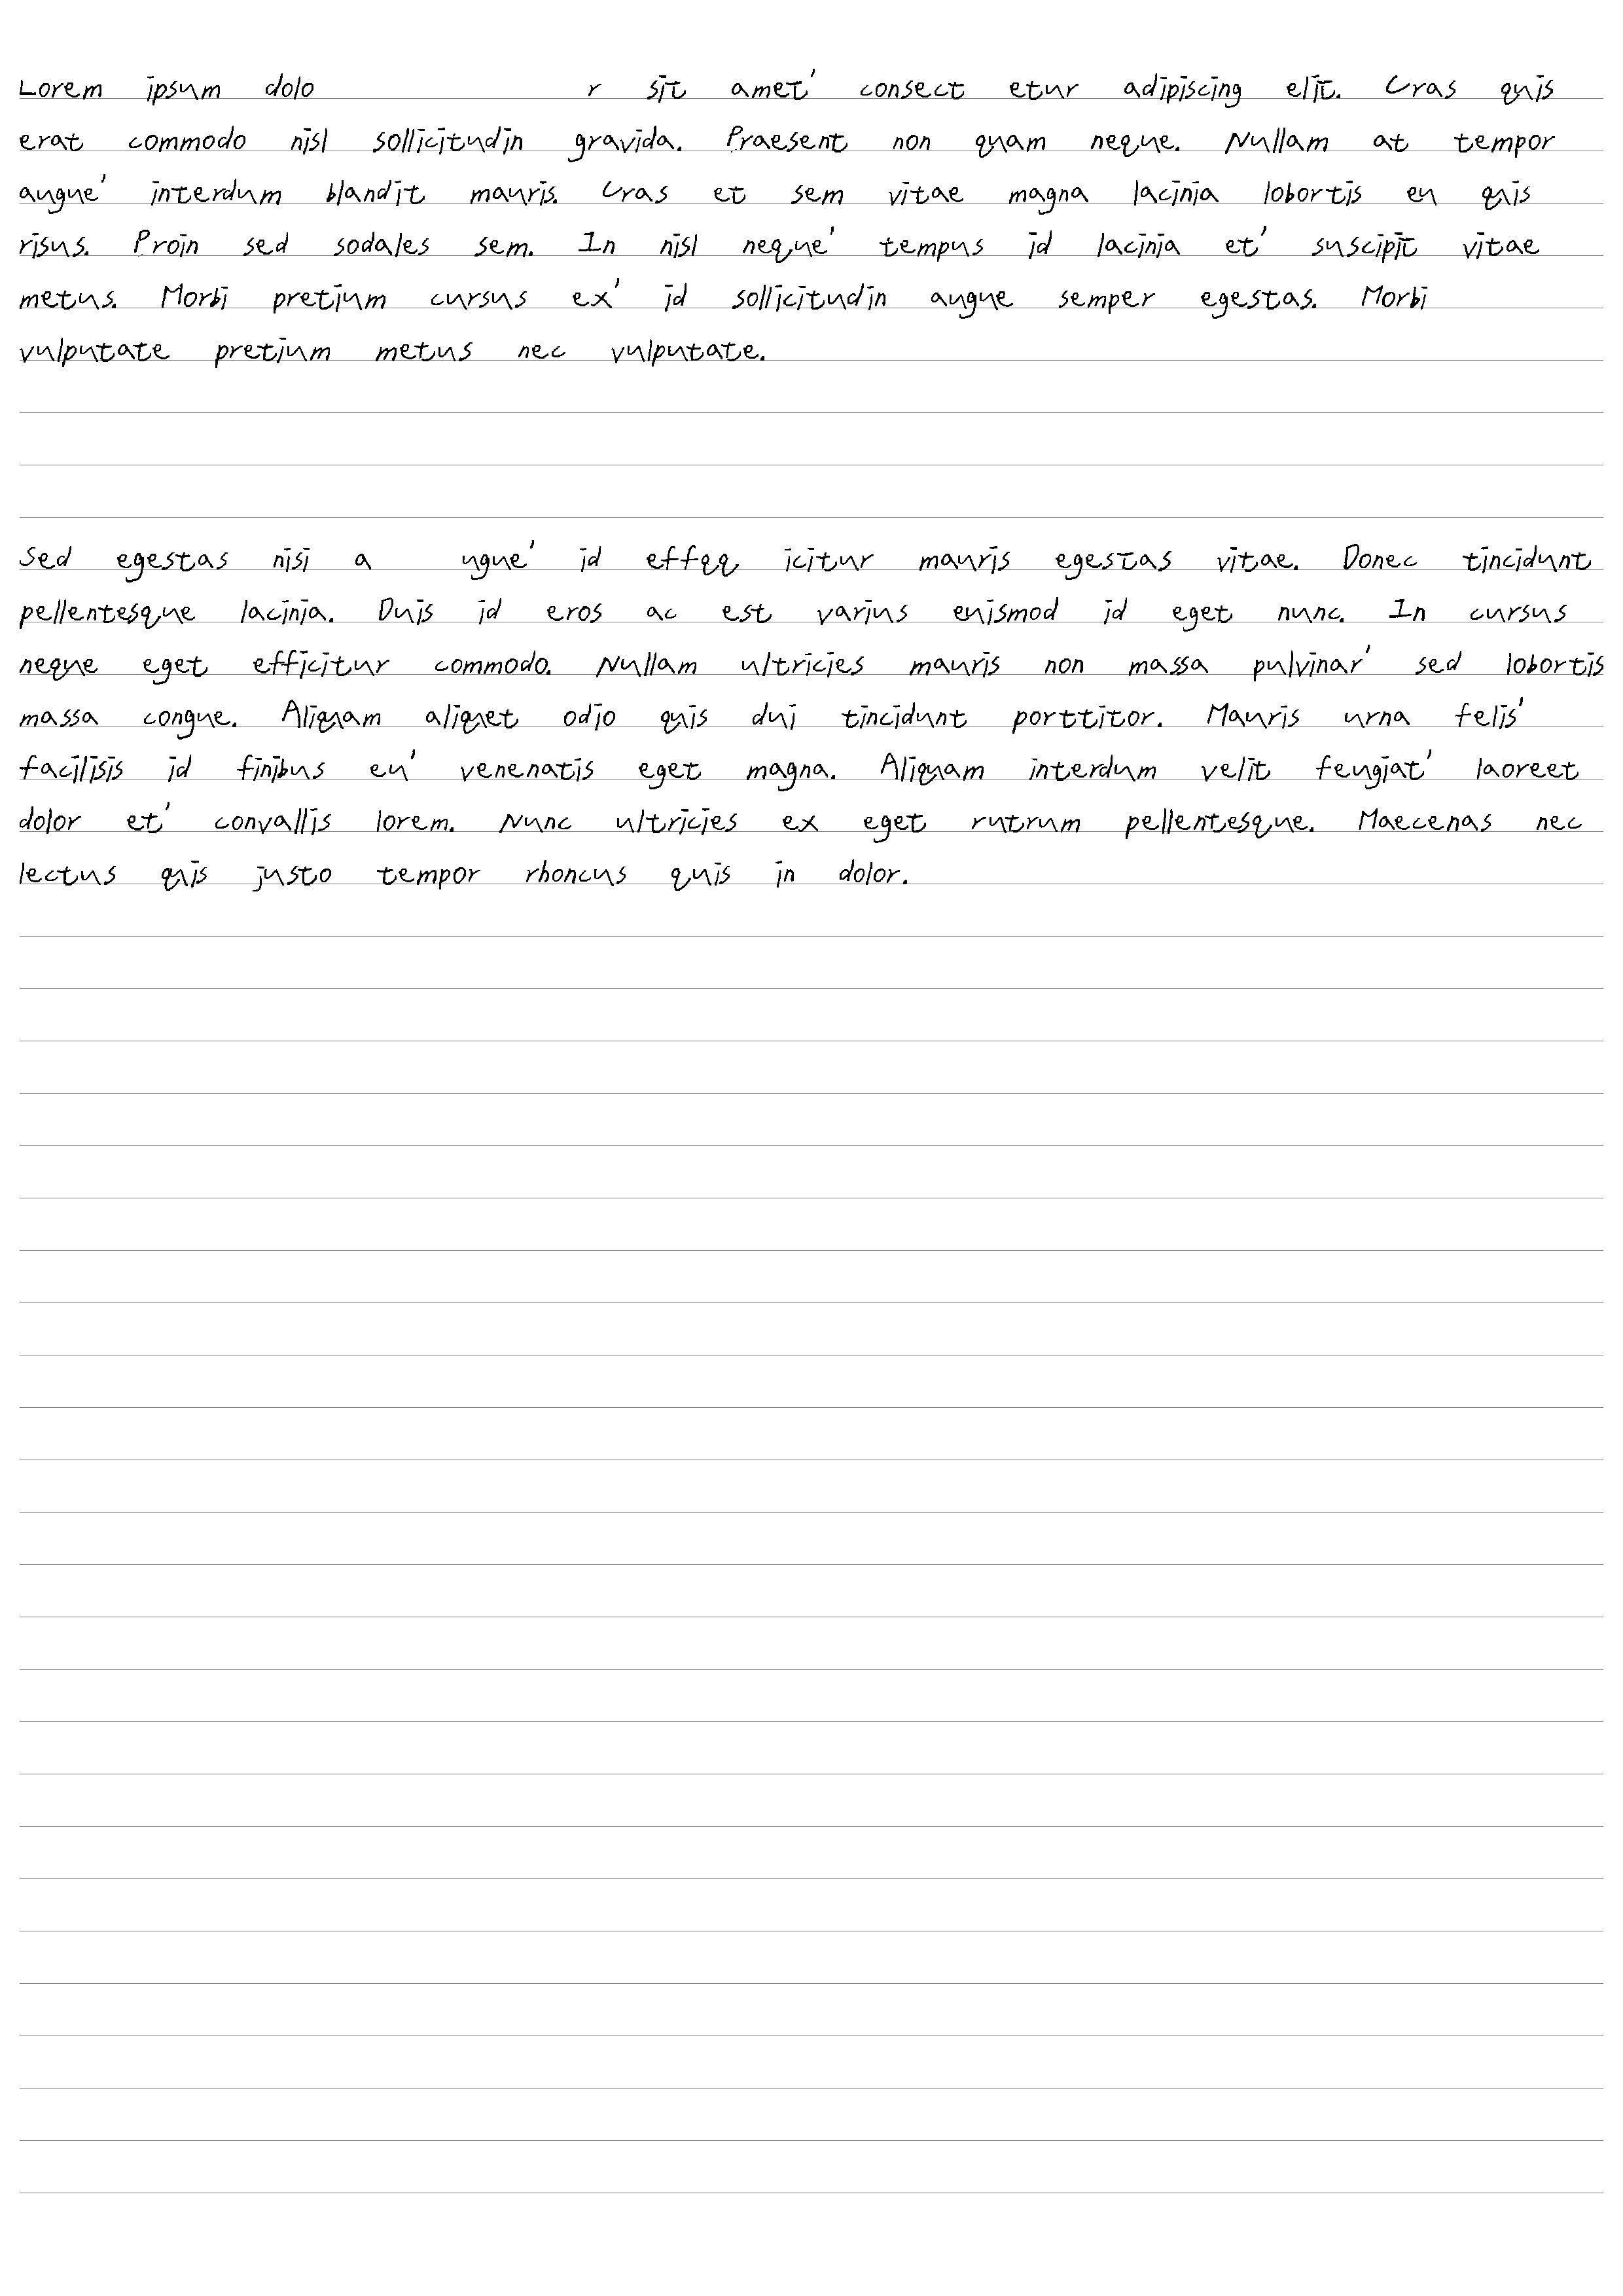 Lorem ipsum dolo r sit amet' consect etur adipiscing elit. Cras quis
erat commodo nisl sollicitudin gravida. Praesent non quam neque. Nullam at tempor
augue' interdum blandit mauris. Cras et sem vitae magna lacinia lobortis eu quis
risus. Proin sed sodales sem. In nisl neque' tempus id lacinia et' suscipit vitae
metus. Morbi pretium cursus ex' id sollicitudin augue semper egestas. Morbi
vulputate pretium metus nec vulputate.
Sed egestas nisi a ugue' id effqq icitur mauris egestas vitae. Donec tincidunt
pellentesque lacinia. Duis id eros ac est varius euismod id eget nunc. In cursus
neque eget efficitur commodo. Nullam ultricies mauris non massa pulvinar' sed lobortis
massa congue. Aliquam aliquet odio quis dui tincidunt porttitor. Mauris urna felis'
facilisis id finibus eu' venenatis eget magna. Aliquam interdum velit feugiat' laoreet
dolor et' convallis lorem. Nunc ultricies ex eget rutrum pellentesque. Maecenas nec
lectus quis justo tempor rhoncus quis in dolor.